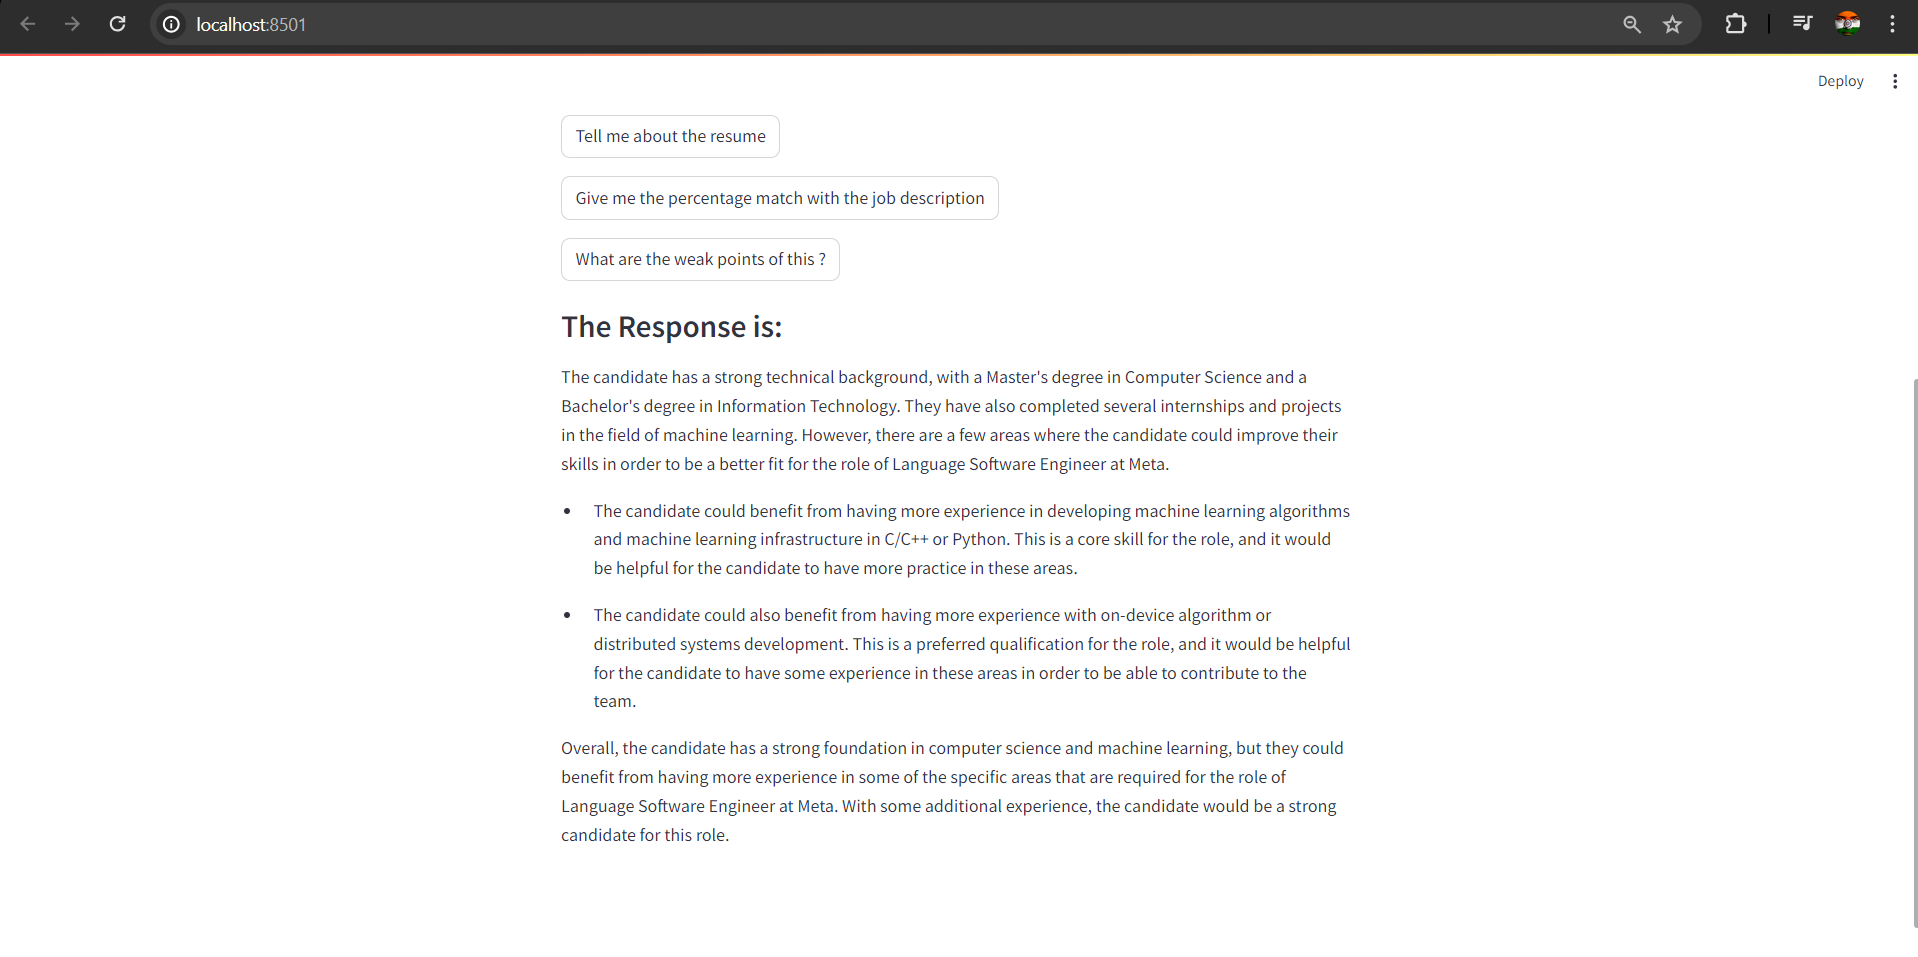 localhost:8501
Deploy
Tell me about the resume
Give me the percentage match with the job description
What are the weak points of this ?
The Response is:
The candidate has a strong technical background, with a Master's degree in Computer Science and a
Bachelor's degree in Information Technology. They have also completed several internships and projects
in the field of machine learning. However, there are a few areas where the candidate could improve their
skills in order to be a better fit for the role of Language Software Engineer at Meta.
• The candidate could benefit from having more experience in developing machine learning algorithms
and machine learning infrastructure in C/C++ or Python. This is a core skill for the role, and it would
be helpful for the candidate to have more practice in these areas.
• The candidate could also benefit from having more experience with on-device algorithm or
distributed systems development. This is a preferred qualification for the role, and it would be helpful
for the candidate to have some experience in these areas in order to be able to contribute to the
team.
Overall, the candidate has a strong foundation in computer science and machine learning, but they could
benefit from having more experience in some of the specific areas that are required for the role of
Language Software Engineer at Meta. With some additional experience, the candidate would be a strong
candidate for this role.